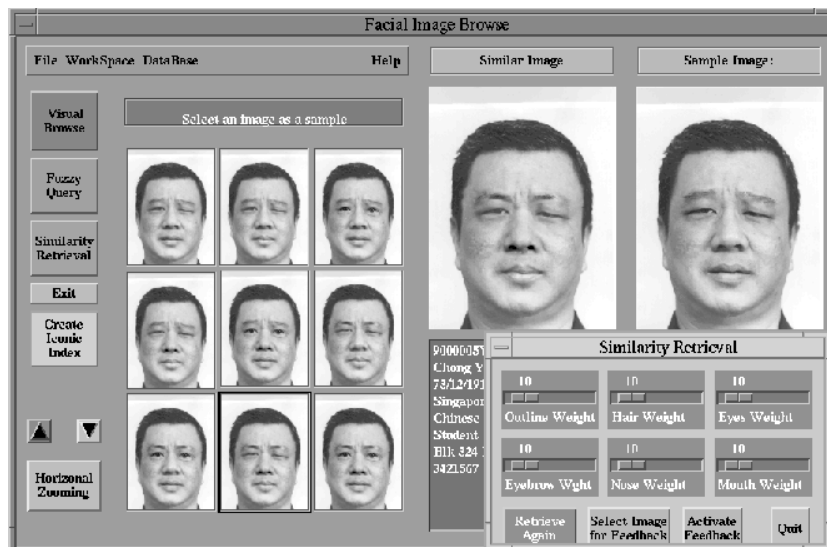 Facial Image Browse
File WorkSpace DataBase Help
Similar Image
Sample Image:
Visual
Browse
Select an image as a sample
Fuzzy
Query
Similarity
Retrieval
Exit
Create
Iconic
Index
Horizonal
Zooming
9000005Y
Chong Y
Singapor
Chinese
Student
Blk 324
3421567
Similarity Retrieval
10 10 10
Outline Weight Hair Weight Eyes Weight
10 10 10
Eyebrow Wght Nose Weight Mouth Weight
Retrieve
Again
Select Image
for Feedback
Activate
Feedback
Quit